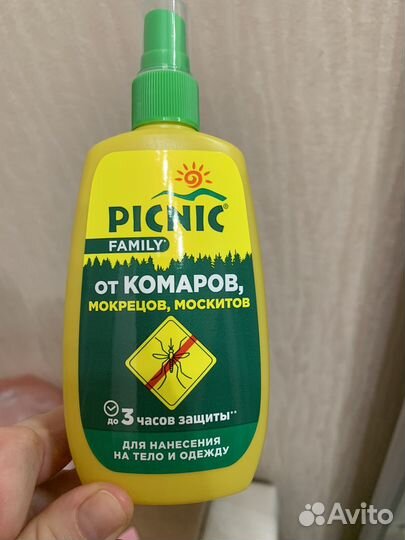 PICNIC®
FAMILY*
от КОМАРОВ,
МОКРЕЦОВ, МОСКИТОВ
до 3 часов защиты**
ДЛЯ НАНЕСЕНИЯ
НА ТЕЛО И ОДЕЖДУ
Avito